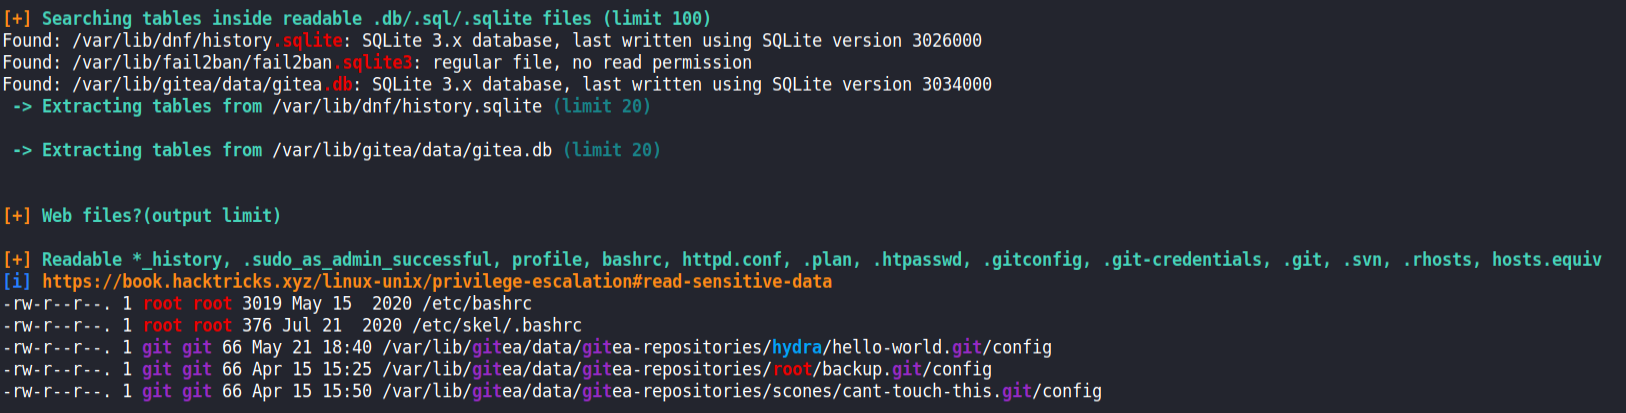 [+] Searching tables inside readable .db/.sql/.sqlite files (limit 100)
Found: /var/lib/dnf/history.sqlite: SQLite 3.x database, last written using SQLite version 3026000
Found: /var/lib/fail2ban/fail2ban.sqlite3: regular file, no read permission
Found: /var/lib/gitea/data/gitea.db: SQLite 3.x database, last written using SQLite version 3034000
-> Extracting tables from /var/lib/dnf/history.sqlite (limit 20)
-> Extracting tables from /var/lib/gitea/data/gitea.db (limit 20)
[+] Web files?(output limit)
[+] Readable *_history, .sudo_as_admin_successful, profile, bashrc, httpd.conf, .plan, .htpasswd, .gitconfig, .git-credentials, .git, .svn, .rhosts, hosts.equiv
[i] https://book.hacktricks.xyz/linux-unix/privilege-escalation#read-sensitive-data
-rw-r--r--. 1 root root 3019 May 15  2020 /etc/bashrc
-rw-r--r--. 1 root root 376 Jul 21  2020 /etc/skel/.bashrc
-rw-r--r--. 1 git git 66 May 21 18:40 /var/lib/gitea/data/gitea-repositories/hydra/hello-world.git/config
-rw-r--r--. 1 git git 66 Apr 15 15:25 /var/lib/gitea/data/gitea-repositories/root/backup.git/config
-rw-r--r--. 1 git git 66 Apr 15 15:50 /var/lib/gitea/data/gitea-repositories/scones/cant-touch-this.git/config